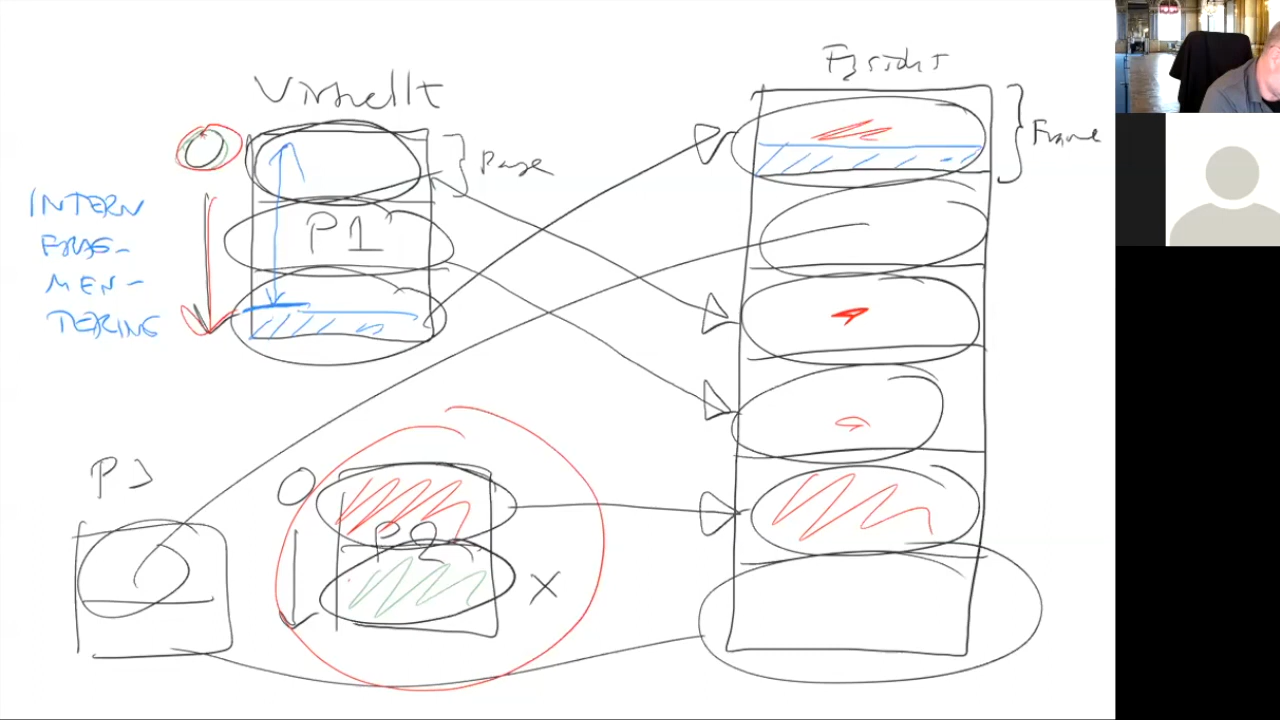 Virtuellt
Fysiskt
Page
Frame
INTERN
FRAG-
MEN-
TERING
P1
P3
P2
X